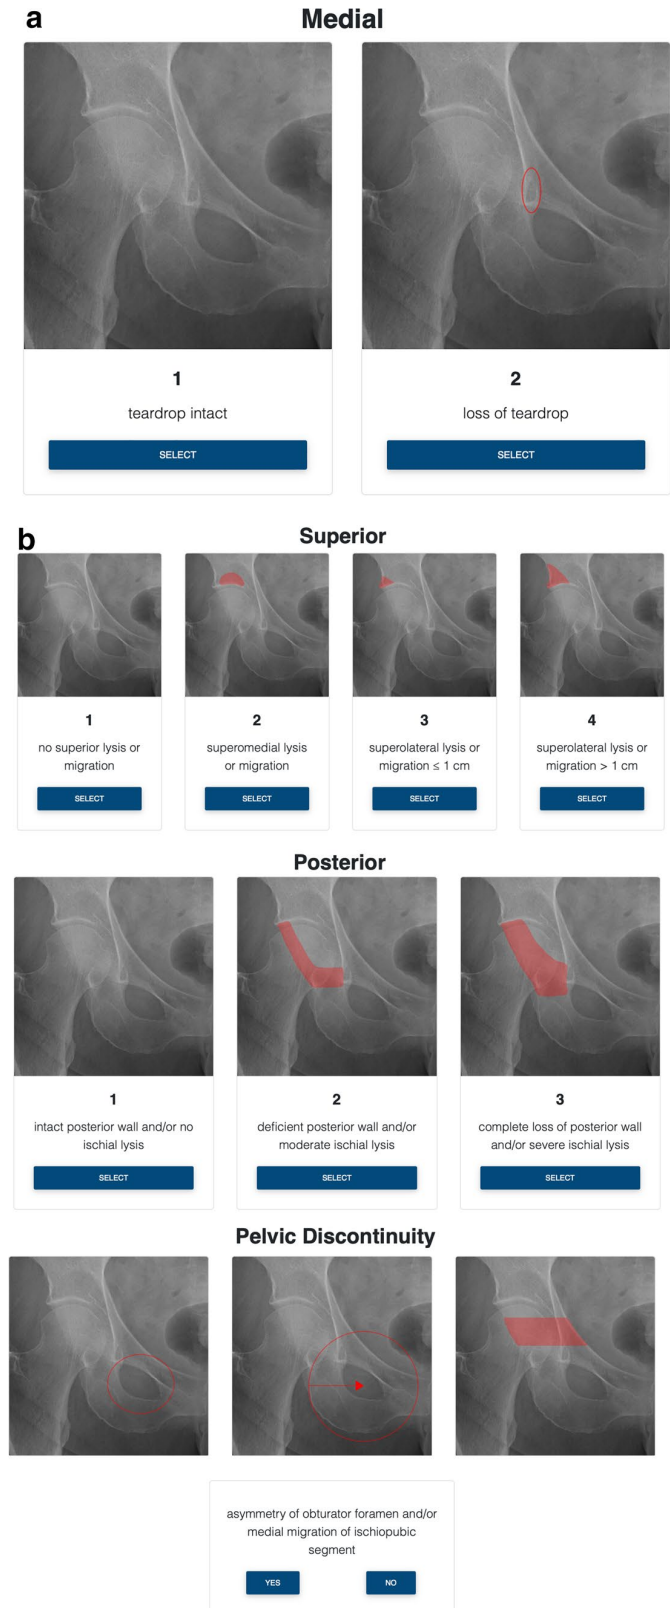 a
Medial
1
2
teardrop intact
loss of teardrop
SELECT
SELECT
b
Superior
1
2
3
4
no superior lysis or
migration
superomedial lysis
or migration
superolateral lysis or
migration ≤ 1 cm
superolateral lysis or
migration > 1 cm
SELECT
SELECT
SELECT
SELECT
Posterior
1
2
3
intact posterior wall and/or no
ischial lysis
deficient posterior wall and/or
moderate ischial lysis
complete loss of posterior wall
and/or severe ischial lysis
SELECT
SELECT
SELECT
Pelvic Discontinuity
asymmetry of obturator foramen and/or
medial migration of ischiopubic
segment
YES
NO